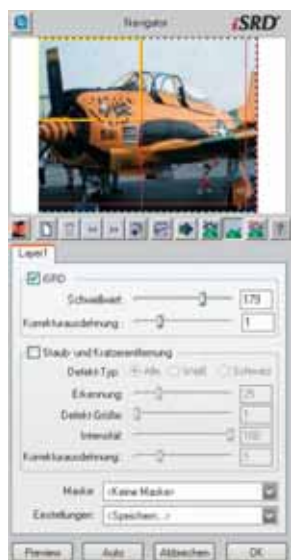 Navigator iSRD
Layer1
iSRD
Schwellwert: 179
Korrekturausdehnung: 1
Staub- und Kratzerentfernung
Defekt-Typ: Alle Weiß Schwarz
Erkennung: 25
Defekt-Größe: 1
Intensität: 100
Korrekturausdehnung: 1
Maske: <Keine Maske>
Einstellungen: <Speichern...>
Preview Auto Abbrechen OK